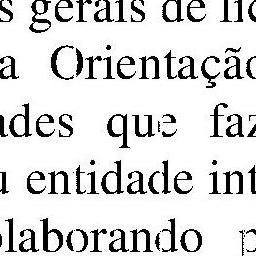 s gerais de lic
a Orientação
ades que faz
u entidade int
olaborando p